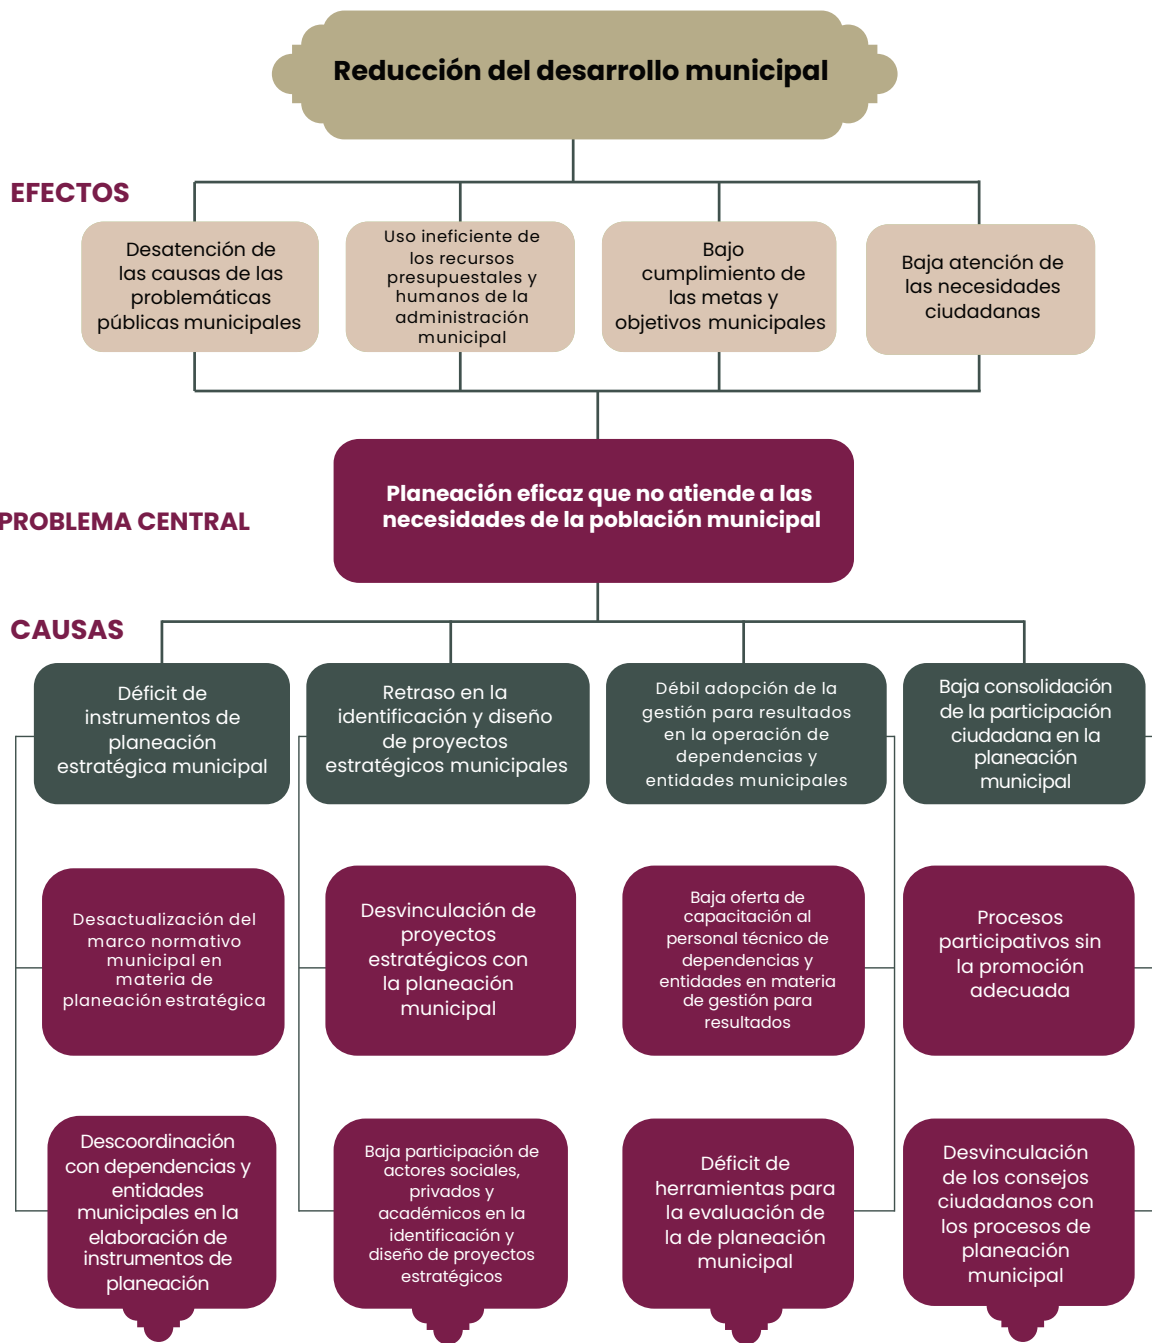 Reducción del desarrollo municipal
EFECTOS
Desatención de
las causas de las
problemáticas
públicas municipales
Uso ineficiente de
los recursos
presupuestales y
humanos de la
administración
municipal
Bajo
cumplimiento de
las metas y
objetivos municipales
Baja atención de
las necesidades
ciudadanas
PROBLEMA CENTRAL
Planeación eficaz que no atiende a las
necesidades de la población municipal
CAUSAS
Déficit de
instrumentos de
planeación
estratégica municipal
Retraso en la
identificación y diseño
de proyectos
estratégicos municipales
Débil adopción de la
gestión para resultados
en la operación de
dependencias y
entidades municipales
Baja consolidación
de la participación
ciudadana en la
planeación
municipal
Desactualización del
marco normativo
municipal en
materia de
planeación estratégica
Desvinculación de
proyectos
estratégicos con
la planeación
municipal
Baja oferta de
capacitación al
personal técnico de
dependencias y
entidades en materia
de gestión para
resultados
Procesos
participativos sin
la promoción
adecuada
Descoordinación
con dependencias y
entidades
municipales en la
elaboración de
instrumentos de
planeación
Baja participación de
actores sociales,
privados y
académicos en la
identificación y
diseño de proyectos
estratégicos
Déficit de
herramientas para
la evaluación de
la de planeación
municipal
Desvinculación
de los consejos
ciudadanos con
los procesos de
planeación
municipal